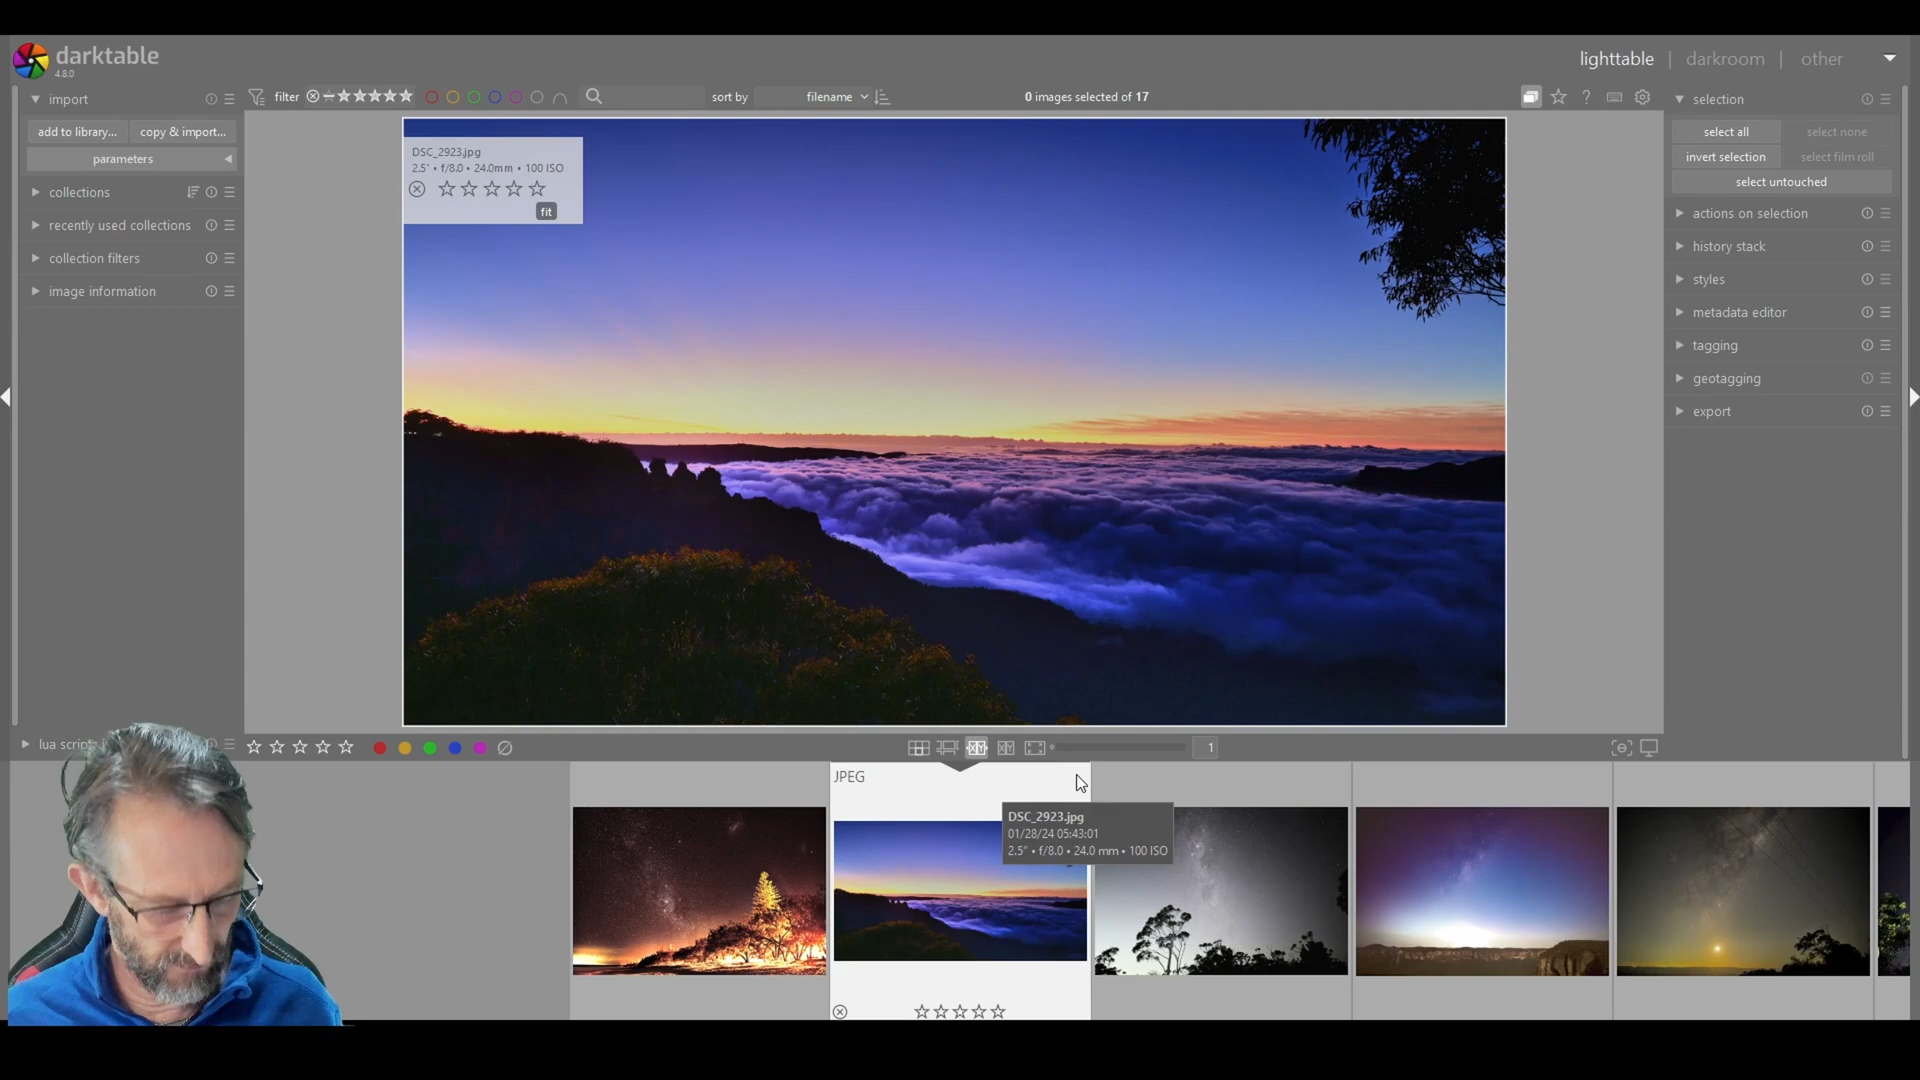 darktable
4.8.0
lighttable | darkroom | other
import
filter
sort by
filename
0 images selected of 17
selection
add to library...
copy & import...
parameters
collections
recently used collections
collection filters
image information
DSC_2923.jpg
2.5" • f/8.0 • 24.0mm • 100 ISO
fit
select all
select none
invert selection
select film roll
select untouched
actions on selection
history stack
styles
metadata editor
tagging
geotagging
export
1
JPEG
DSC_2923.jpg
01/28/24 05:43:01
2.5" • f/8.0 • 24.0 mm • 100 ISO